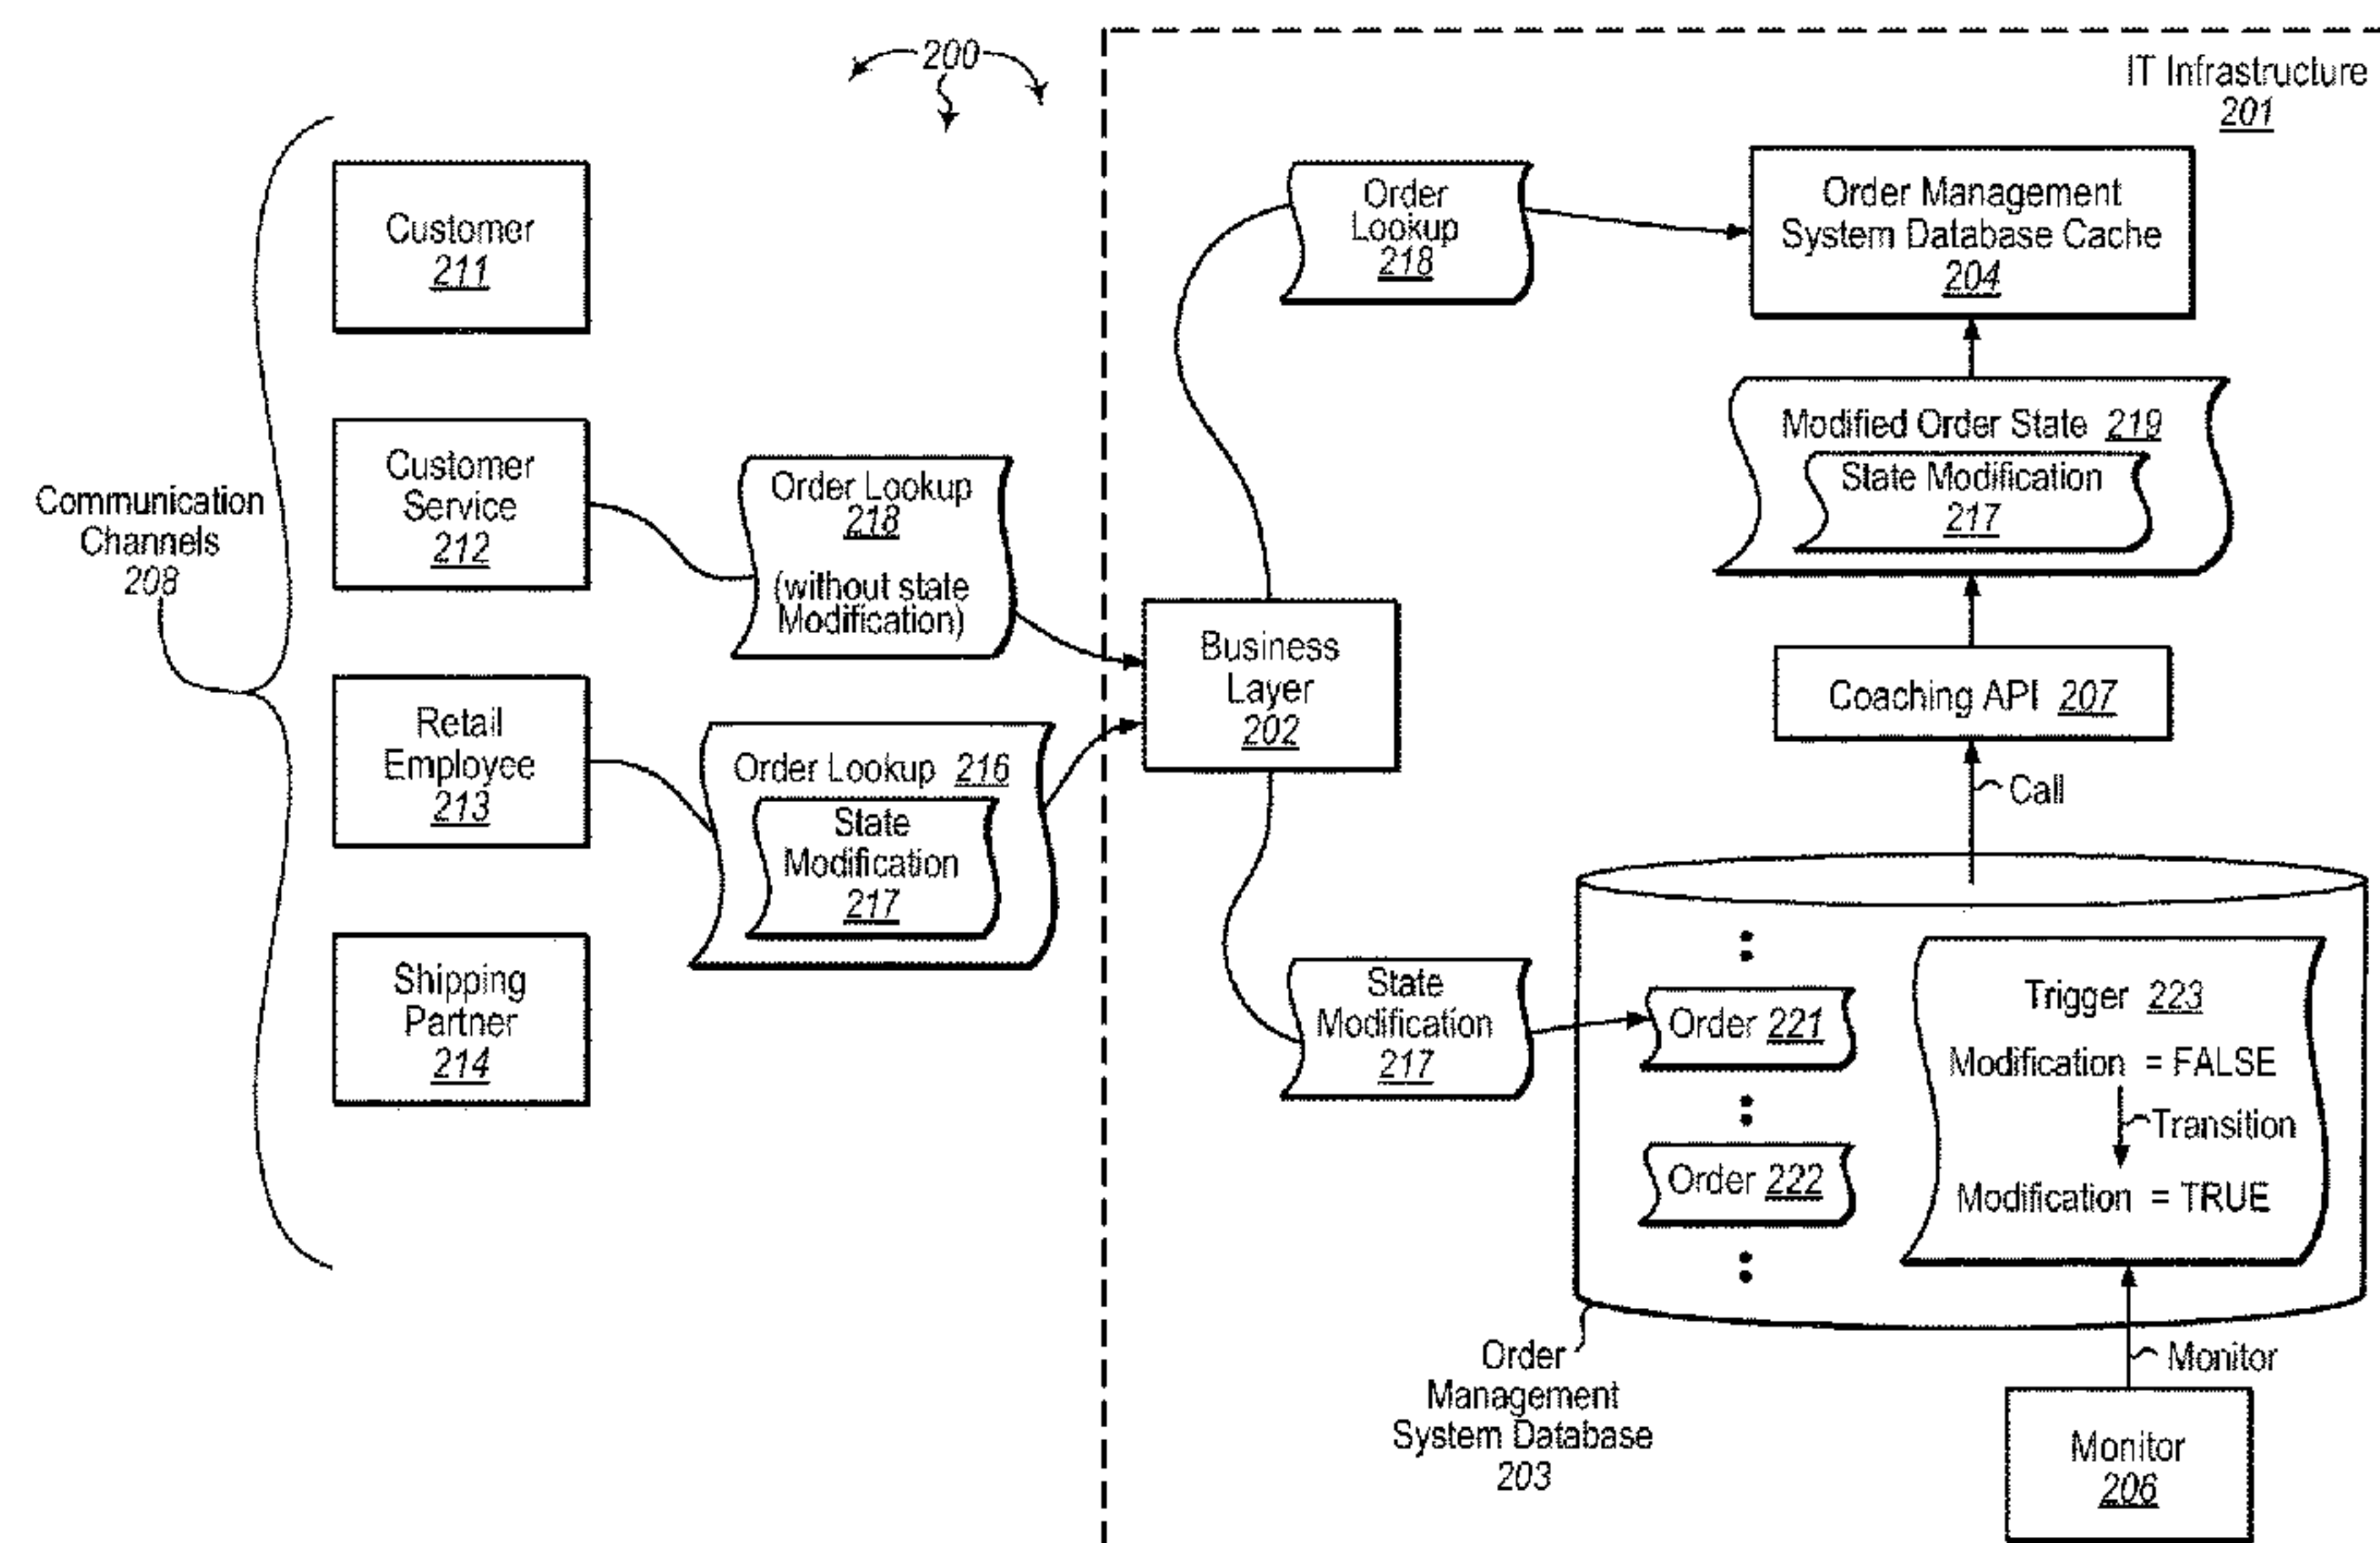 200
IT Infrastructure
201
Communication
Channels
208
Customer
211
Customer
Service
212
Retail
Employee
213
Shipping
Partner
214
Order Lookup
218
(without state
Modification)
Order Lookup 216
State
Modification
217
Business
Layer
202
Order
Lookup
218
Order Management
System Database Cache
204
Modified Order State 219
State Modification
217
Coaching API 207
Call
State
Modification
217
Order 221
Order 222
Trigger 223
Modification = FALSE
Transition
Modification = TRUE
Order
Management
System Database
203
Monitor
Monitor
206